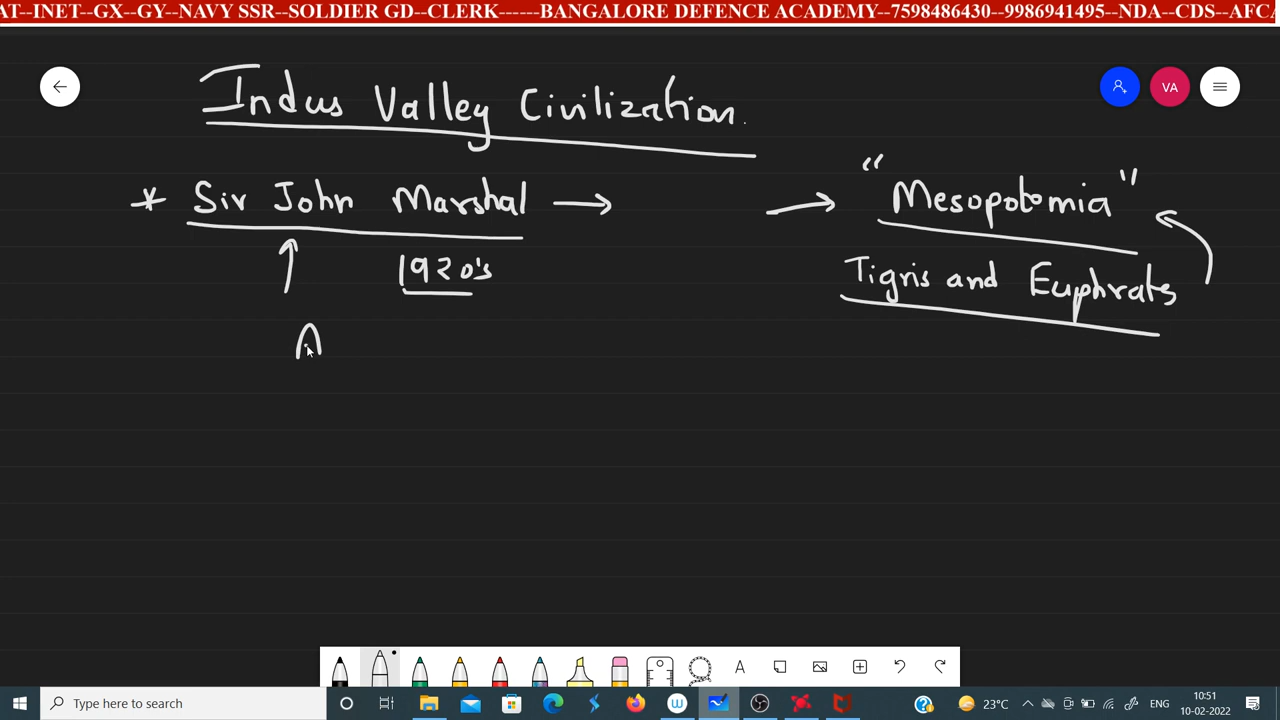 AT--INET--GX--GY--NAVY SSR--SOLDIER GD--CLERK------BANGALORE DEFENCE ACADEMY--7598486430--9986941495--NDA--CDS--AFCA
VA
Indus Valley Civilization.
* Sir John Marshal → → "Mesopotomia"
1920's
Tigris and Euphrates
A
A
Type here to search
23°C
ENG
10:51
10-02-2022